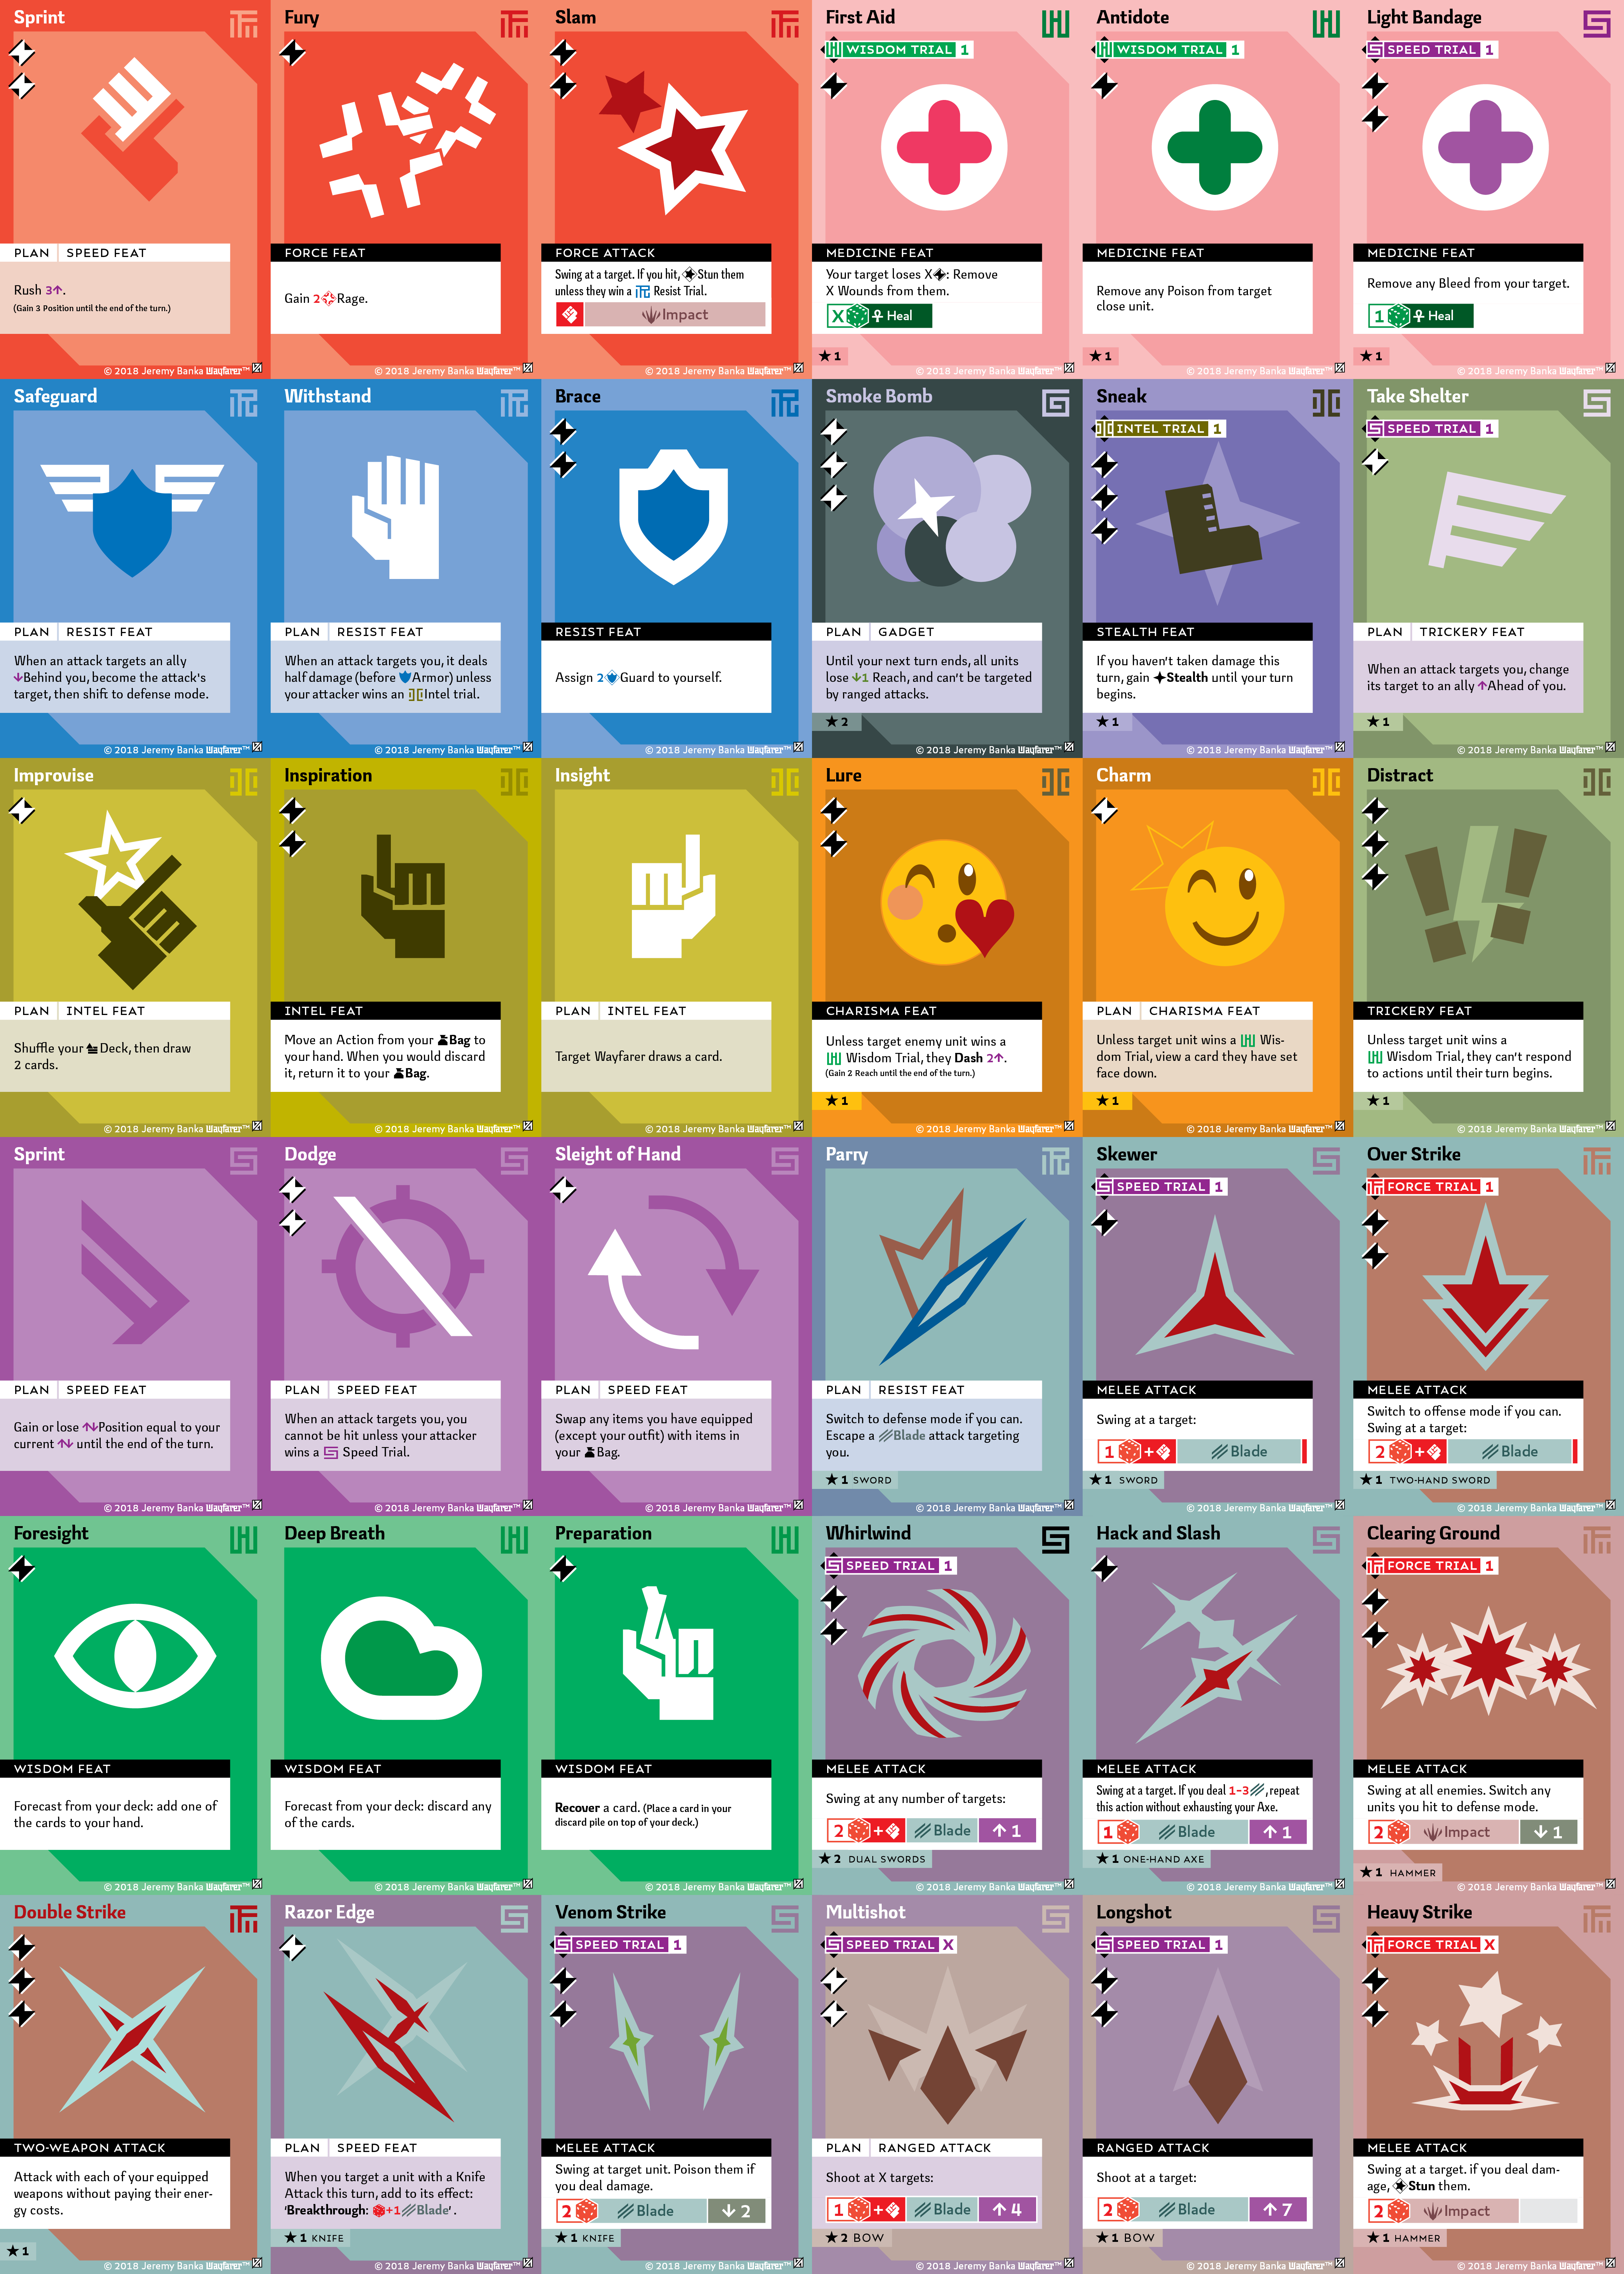 Sprint
PLAN | SPEED FEAT
Rush 3↑.
(Gain 3 Position until the end of the turn.)
© 2018 Jeremy Banka Wayfarer™
Fury
FORCE FEAT
Gain 2 Rage.
© 2018 Jeremy Banka Wayfarer™
Slam
FORCE ATTACK
Swing at a target. If you hit, Stun them
unless they win a Resist Trial.
Impact
© 2018 Jeremy Banka Wayfarer™
First Aid
WISDOM TRIAL 1
MEDICINE FEAT
Your target loses X: Remove
X Wounds from them.
X Heal
★ 1
© 2018 Jeremy Banka Wayfarer™
Antidote
WISDOM TRIAL 1
MEDICINE FEAT
Remove any Poison from target
close unit.
★ 1
© 2018 Jeremy Banka Wayfarer™
Light Bandage
SPEED TRIAL 1
MEDICINE FEAT
Remove any Bleed from your target.
1 Heal
★ 1
© 2018 Jeremy Banka Wayfarer™
Safeguard
PLAN | RESIST FEAT
When an attack targets an ally
↓Behind you, become the attack's
target, then shift to defense mode.
© 2018 Jeremy Banka Wayfarer™
Withstand
PLAN | RESIST FEAT
When an attack targets you, it deals
half damage (before Armor) unless
your attacker wins an Intel trial.
© 2018 Jeremy Banka Wayfarer™
Brace
RESIST FEAT
Assign 2 Guard to yourself.
© 2018 Jeremy Banka Wayfarer™
Smoke Bomb
PLAN | GADGET
Until your next turn ends, all units
lose ↓1 Reach, and can't be targeted
by ranged attacks.
★ 2
© 2018 Jeremy Banka Wayfarer™
Sneak
INTEL TRIAL 1
STEALTH FEAT
If you haven't taken damage this
turn, gain Stealth until your turn
begins.
★ 1
© 2018 Jeremy Banka Wayfarer™
Take Shelter
SPEED TRIAL 1
PLAN | TRICKERY FEAT
When an attack targets you, change
its target to an ally ↑Ahead of you.
★ 1
© 2018 Jeremy Banka Wayfarer™
Improvise
PLAN | INTEL FEAT
Shuffle your Deck, then draw
2 cards.
© 2018 Jeremy Banka Wayfarer™
Inspiration
INTEL FEAT
Move an Action from your Bag to
your hand. When you would discard
it, return it to your Bag.
© 2018 Jeremy Banka Wayfarer™
Insight
PLAN | INTEL FEAT
Target Wayfarer draws a card.
© 2018 Jeremy Banka Wayfarer™
Lure
CHARISMA FEAT
Unless target enemy unit wins a
Wisdom Trial, they Dash 2↑.
(Gain 2 Reach until the end of the turn.)
★ 1
© 2018 Jeremy Banka Wayfarer™
Charm
PLAN | CHARISMA FEAT
Unless target unit wins a Wis-
dom Trial, view a card they have set
face down.
★ 1
© 2018 Jeremy Banka Wayfarer™
Distract
TRICKERY FEAT
Unless target unit wins a
Wisdom Trial, they can't respond
to actions until their turn begins.
★ 1
© 2018 Jeremy Banka Wayfarer™
Sprint
PLAN | SPEED FEAT
Gain or lose ↑↓Position equal to your
current ↑↓ until the end of the turn.
© 2018 Jeremy Banka Wayfarer™
Dodge
PLAN | SPEED FEAT
When an attack targets you, you
cannot be hit unless your attacker
wins a Speed Trial.
© 2018 Jeremy Banka Wayfarer™
Sleight of Hand
PLAN | SPEED FEAT
Swap any items you have equipped
(except your outfit) with items in
your Bag.
© 2018 Jeremy Banka Wayfarer™
Parry
PLAN | RESIST FEAT
Switch to defense mode if you can.
Escape a Blade attack targeting
you.
★ 1 SWORD
© 2018 Jeremy Banka Wayfarer™
Skewer
SPEED TRIAL 1
MELEE ATTACK
Swing at a target:
1 + Blade
★ 1 SWORD
© 2018 Jeremy Banka Wayfarer™
Over Strike
FORCE TRIAL 1
MELEE ATTACK
Switch to offense mode if you can.
Swing at a target:
2 + Blade
★ 1 TWO-HAND SWORD
© 2018 Jeremy Banka Wayfarer™
Foresight
WISDOM FEAT
Forecast from your deck: add one of
the cards to your hand.
© 2018 Jeremy Banka Wayfarer™
Deep Breath
WISDOM FEAT
Forecast from your deck: discard any
of the cards.
© 2018 Jeremy Banka Wayfarer™
Preparation
WISDOM FEAT
Recover a card. (Place a card in your
discard pile on top of your deck.)
© 2018 Jeremy Banka Wayfarer™
Whirlwind
SPEED TRIAL 1
MELEE ATTACK
Swing at any number of targets:
2 + Blade ↑ 1
★ 2 DUAL SWORDS
© 2018 Jeremy Banka Wayfarer™
Hack and Slash
MELEE ATTACK
Swing at a target. If you deal 1-3, repeat
this action without exhausting your Axe.
1 Blade ↑ 1
★ 1 ONE-HAND AXE
© 2018 Jeremy Banka Wayfarer™
Clearing Ground
FORCE TRIAL 1
MELEE ATTACK
Swing at all enemies. Switch any
units you hit to defense mode.
2 Impact ↓ 1
★ 1 HAMMER
© 2018 Jeremy Banka Wayfarer™
Double Strike
TWO-WEAPON ATTACK
Attack with each of your equipped
weapons without paying their ener-
gy costs.
★ 1
© 2018 Jeremy Banka Wayfarer™
Razor Edge
PLAN | SPEED FEAT
When you target a unit with a Knife
Attack this turn, add to its effect:
'Breakthrough: +1 Blade'.
★ 1 KNIFE
© 2018 Jeremy Banka Wayfarer™
Venom Strike
SPEED TRIAL 1
MELEE ATTACK
Swing at target unit. Poison them if
you deal damage.
2 Blade ↓ 2
★ 1 KNIFE
© 2018 Jeremy Banka Wayfarer™
Multishot
SPEED TRIAL X
PLAN | RANGED ATTACK
Shoot at X targets:
1 + Blade ↑ 4
★ 2 BOW
© 2018 Jeremy Banka Wayfarer™
Longshot
SPEED TRIAL 1
RANGED ATTACK
Shoot at a target:
2 Blade ↑ 7
★ 1 BOW
© 2018 Jeremy Banka Wayfarer™
Heavy Strike
FORCE TRIAL X
MELEE ATTACK
Swing at a target. if you deal dam-
age, Stun them.
2 Impact
★ 1 HAMMER
© 2018 Jeremy Banka Wayfarer™